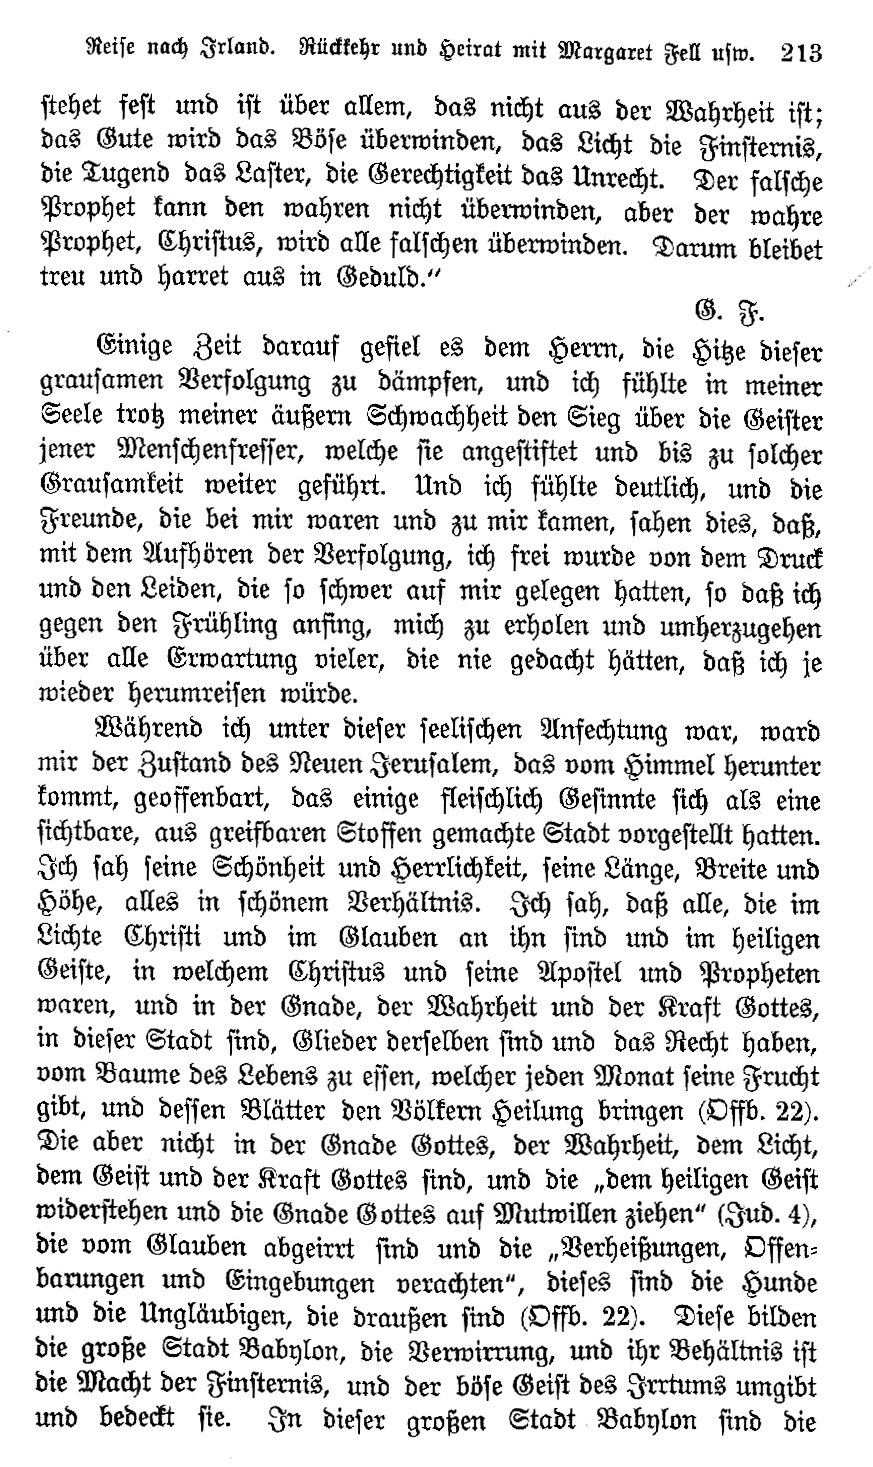 Reise nach Irland. Rückkehr und Heirat mit Margaret Fell usw. 213
stehet fest und ist über allem, das nicht aus der Wahrheit ist;
das Gute wird das Böse überwinden, das Licht die Finsternis,
die Tugend das Laster, die Gerechtigkeit das Unrecht. Der falsche
Prophet kann den wahren nicht überwinden, aber der wahre
Prophet, Christus, wird alle falschen überwinden. Darum bleibet
treu und harret aus in Geduld.“
G. F.
Einige Zeit darauf gefiel es dem Herrn, die Hitze dieser
grausamen Verfolgung zu dämpfen, und ich fühlte in meiner
Seele trotz meiner äußern Schwachheit den Sieg über die Geister
jener Menschenfresser, welche sie angestiftet und bis zu solcher
Grausamkeit weiter geführt. Und ich fühlte deutlich, und die
Freunde, die bei mir waren und zu mir kamen, sahen dies, daß,
mit dem Aufhören der Verfolgung, ich frei wurde von dem Druck
und den Leiden, die so schwer auf mir gelegen hatten, so daß ich
gegen den Frühling anfing, mich zu erholen und umherzugehen
über alle Erwartung vieler, die nie gedacht hätten, daß ich je
wieder herumreisen würde.
Während ich unter dieser seelischen Anfechtung war, ward
mir der Zustand des Neuen Jerusalem, das vom Himmel herunter
kommt, geoffenbart, das einige fleischlich Gesinnte sich als eine
sichtbare, aus greifbaren Stoffen gemachte Stadt vorgestellt hatten.
Ich sah seine Schönheit und Herrlichkeit, seine Länge, Breite und
Höhe, alles in schönem Verhältnis. Ich sah, daß alle, die im
Lichte Christi und im Glauben an ihn sind und im heiligen
Geiste, in welchem Christus und seine Apostel und Propheten
waren, und in der Gnade, der Wahrheit und der Kraft Gottes,
in dieser Stadt sind, Glieder derselben sind und das Recht haben,
vom Baume des Lebens zu essen, welcher jeden Monat seine Frucht
gibt, und dessen Blätter den Völkern Heilung bringen (Offb. 22).
Die aber nicht in der Gnade Gottes, der Wahrheit, dem Licht,
dem Geist und der Kraft Gottes sind, und die „dem heiligen Geist
widerstehen und die Gnade Gottes auf Mutwillen ziehen“ (Jud. 4),
die vom Glauben abgeirrt sind und die „Verheißungen, Offen-
barungen und Eingebungen verachten“, dieses sind die Hunde
und die Ungläubigen, die draußen sind (Offb. 22). Diese bilden
die große Stadt Babylon, die Verwirrung, und ihr Behältnis ist
die Macht der Finsternis, und der böse Geist des Irrtums umgibt
und bedeckt sie. In dieser großen Stadt Babylon sind die